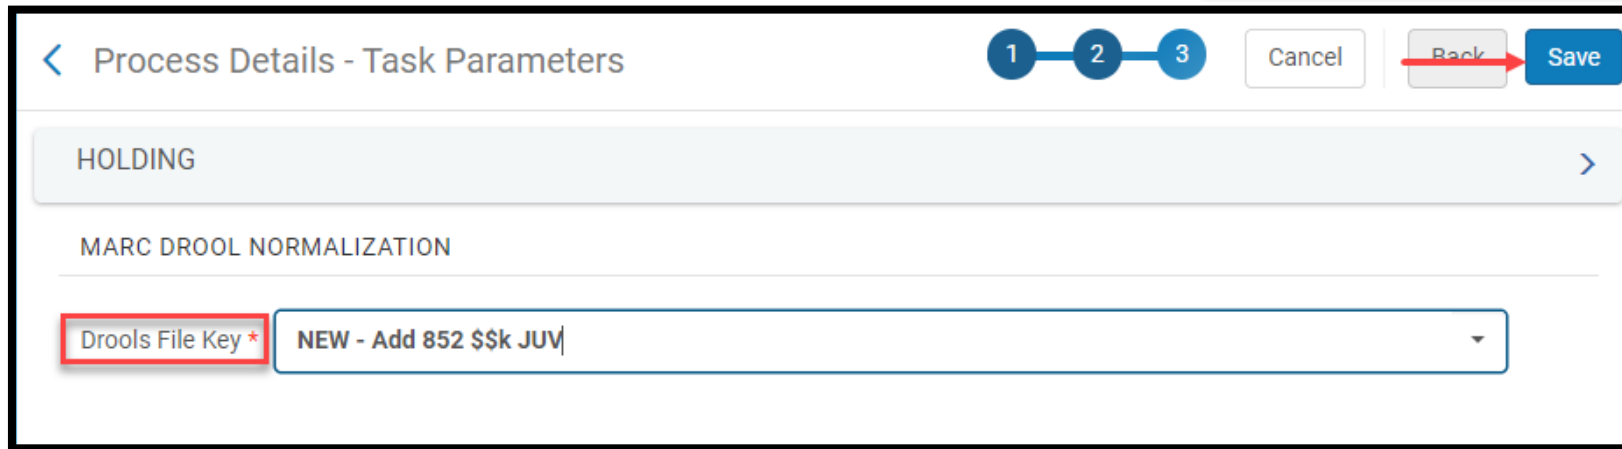 Process Details - Task Parameters
1 2 3
Cancel
Back
Save
HOLDING
MARC DROOL NORMALIZATION
Drools File Key * NEW - Add 852 $$k JUV